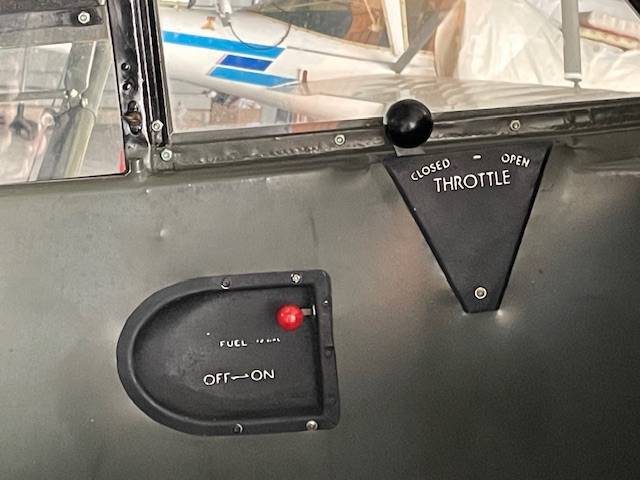 CLOSED - OPEN
THROTTLE
FUEL
OFF→ON